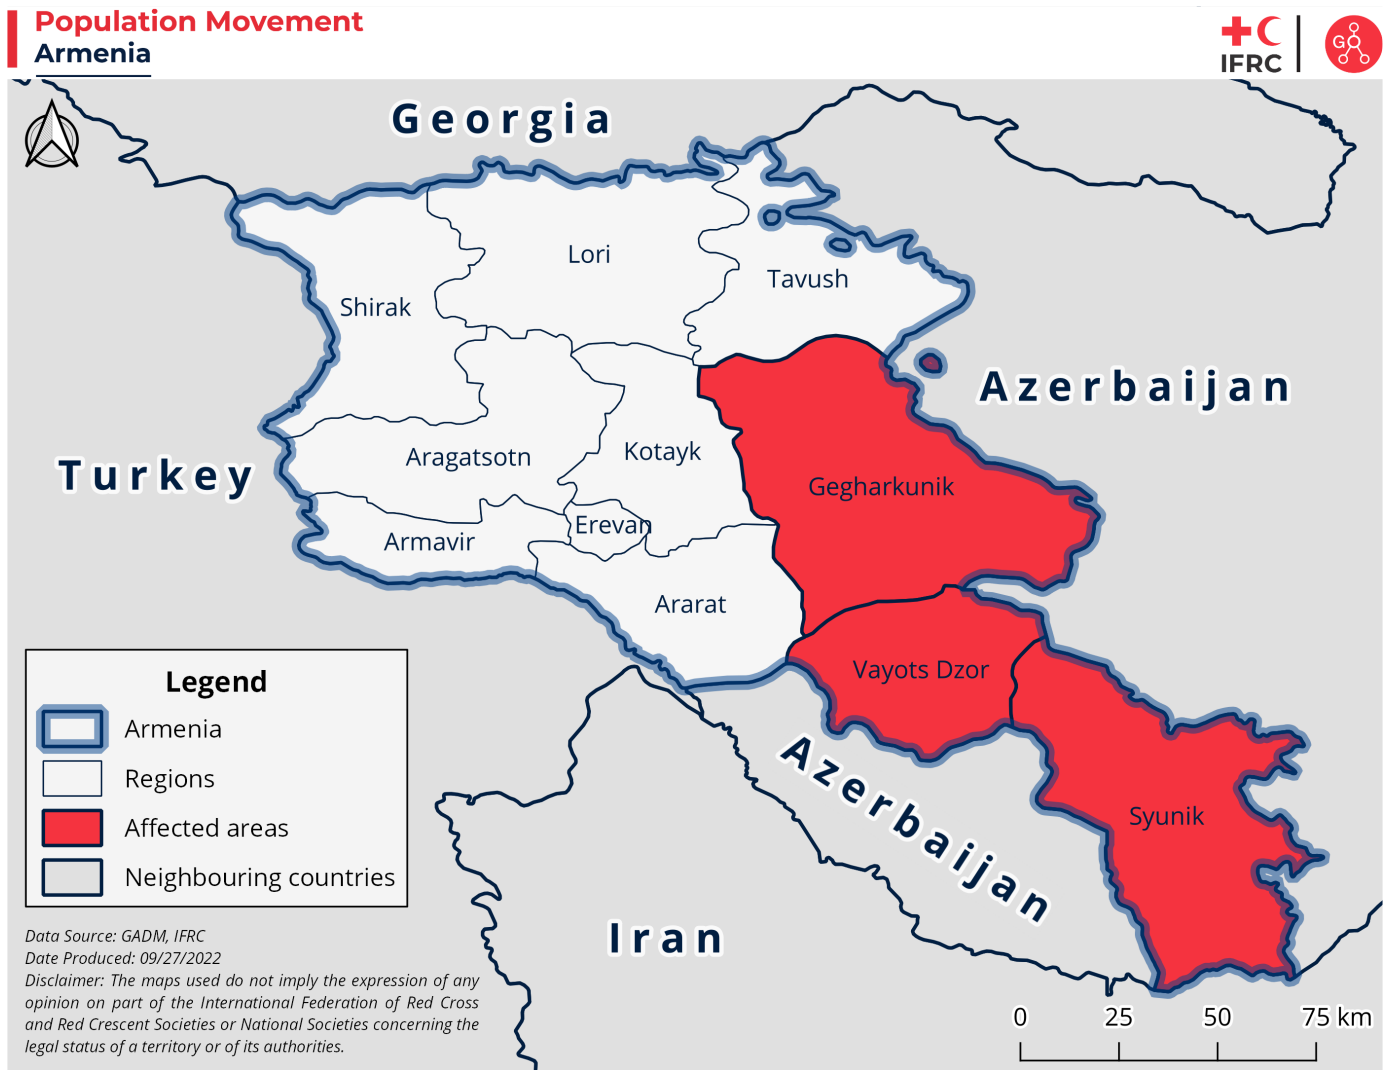 Population Movement
Armenia
IFRC
GO
Georgia
Lori
Tavush
Shirak
Azerbaijan
Turkey
Aragatsotn
Kotayk
Gegharkunik
Erevan
Armavir
Ararat
Vayots Dzor
Azerbaijan
Syunik
Iran
Legend
Armenia
Regions
Affected areas
Neighbouring countries
Data Source: GADM, IFRC
Date Produced: 09/27/2022
Disclaimer: The maps used do not imply the expression of any
opinion on part of the International Federation of Red Cross
and Red Crescent Societies or National Societies concerning the
legal status of a territory or of its authorities.
0 25 50 75 km